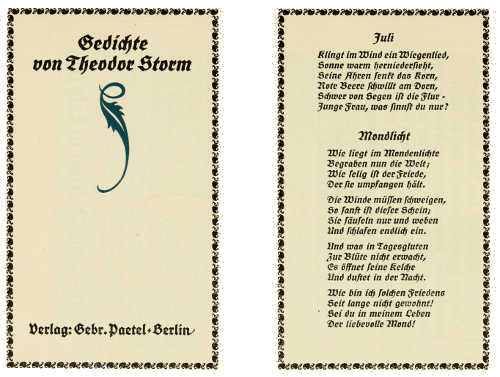 Gedichte
von Theodor Storm
Verlag: Gebr. Paetel · Berlin
Juli
Klingt im Wind ein Wiegenlied,
Sonne warm herniedersieht,
Seine Ähren senkt das Korn,
Rote Beere schwillt am Dorn,
Schwer von Segen ist die Flur -
Junge Frau, was sinnst du nur?
Mondlicht
Wie liegt im Mondenlichte
Begraben nun die Welt;
Wie selig ist der Friede,
Der sie umfangen hält.
Die Winde müssen schweigen,
So sanft ist dieser Schein;
Sie säuseln nur und weben
Und schlafen endlich ein.
Und was in Tagesgluten
Zur Blüte nicht erwacht,
Es öffnet seine Kelche
Und duftet in der Nacht.
Wie bin ich solchen Friedens
Seit lange nicht gewohnt!
Sei du in meinem Leben
Der liebevolle Mond!